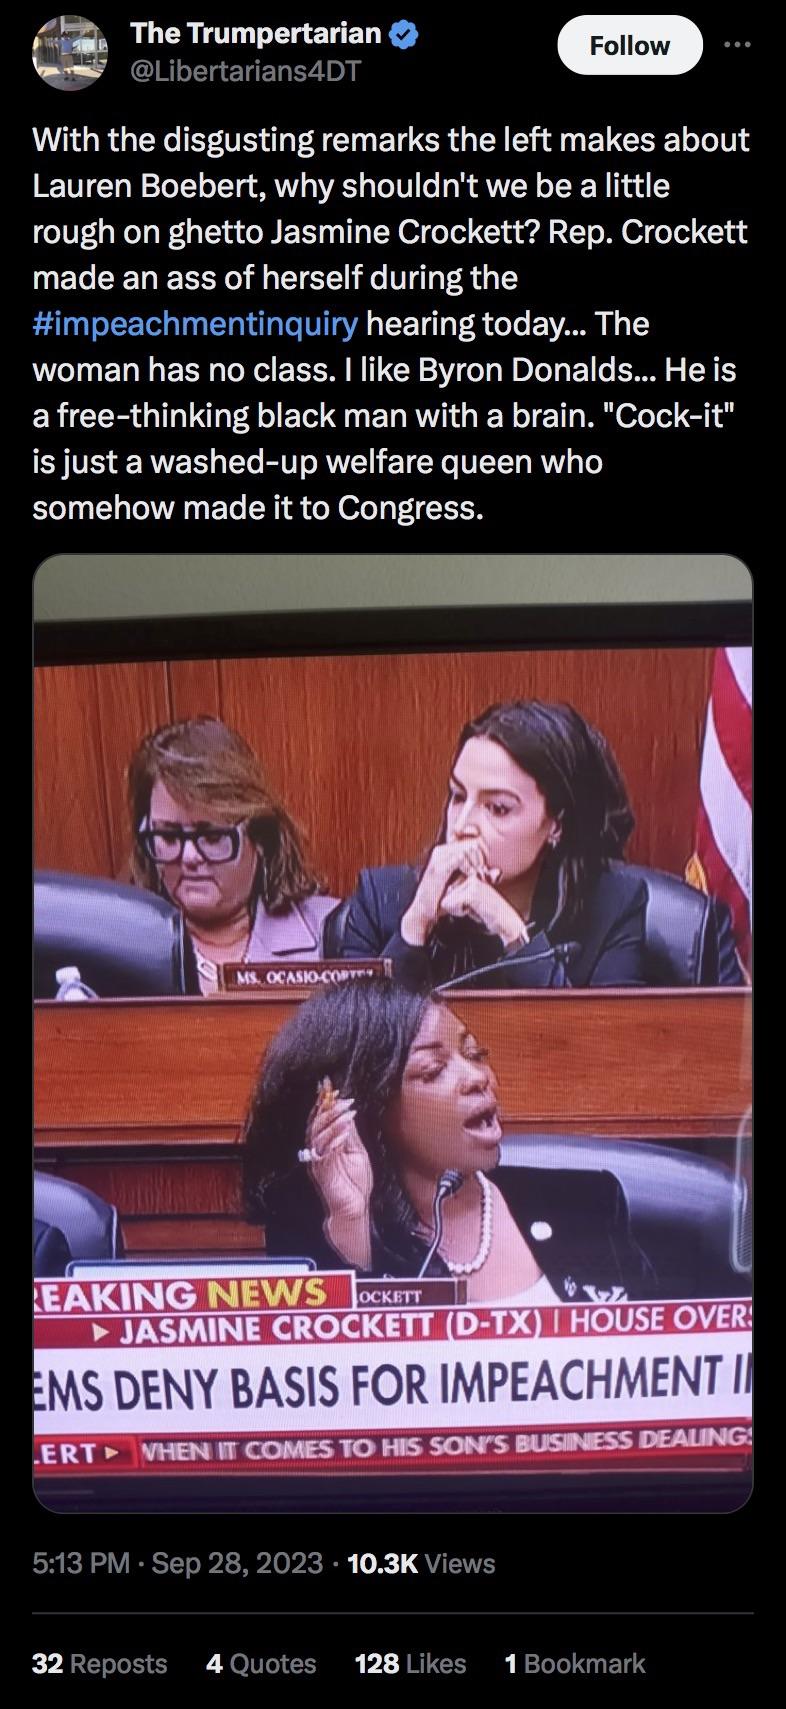 The Trumpertarian
Follow
@Libertarians4DT
With the disgusting remarks the left makes about
Lauren Boebert, why shouldn't we be a little
rough on ghetto Jasmine Crockett? Rep. Crockett
made an ass of herself during the
#impeachmentinquiry hearing today... The
woman has no class. I like Byron Donalds... He is
a free-thinking black man with a brain. "Cock-it"
is just a washed-up welfare queen who
somehow made it to Congress.
MS. OCASIO-CORTEZ
EAKING NEWS
OCKETT
JASMINE CROCKETT (D-TX) | HOUSE OVERS
EMS DENY BASIS FOR IMPEACHMENT I
LERT WHEN IT COMES TO HIS SON'S BUSINESS DEALINGS
5:13 PM · Sep 28, 2023 · 10.3K Views
32 Reposts 4 Quotes 128 Likes 1 Bookmark